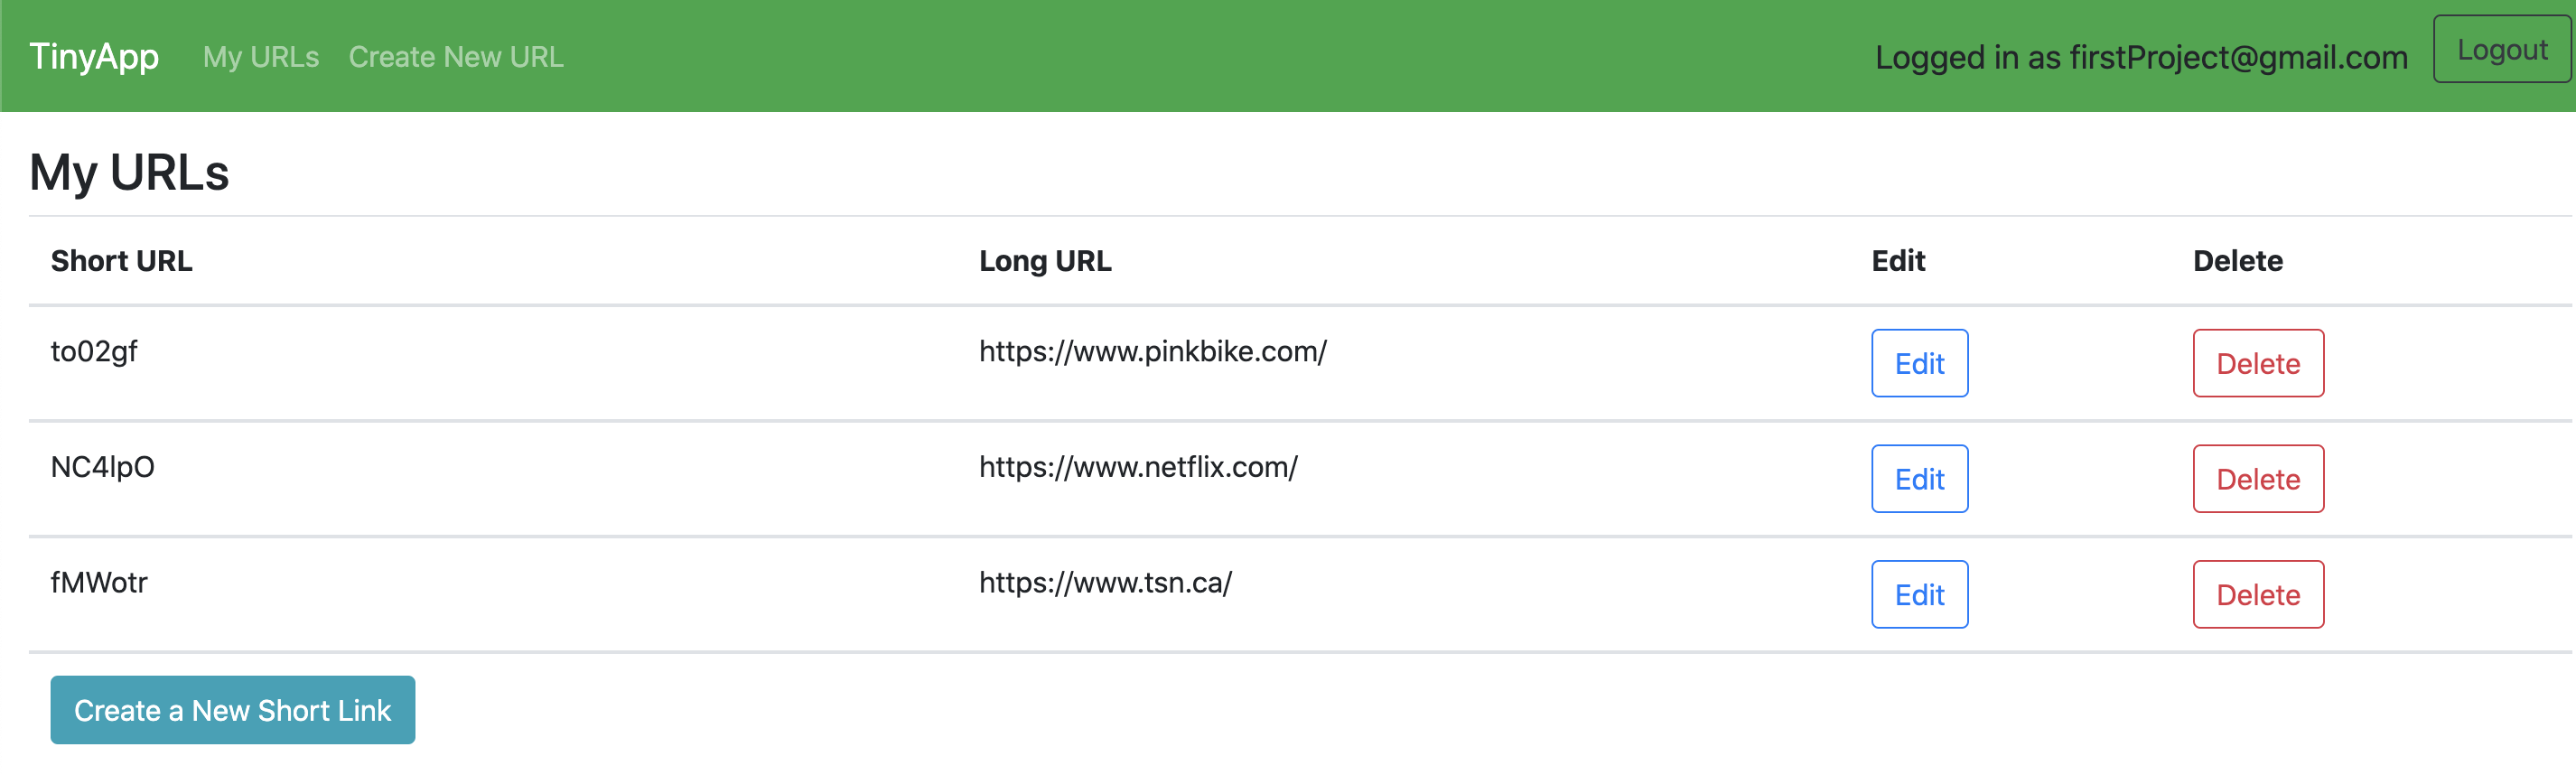 TinyApp My URLs Create New URL Logged in as firstProject@gmail.com Logout
My URLs
Short URL Long URL Edit Delete
to02gf https://www.pinkbike.com/ Edit Delete
NC4lpO https://www.netflix.com/ Edit Delete
fMWotr https://www.tsn.ca/ Edit Delete
Create a New Short Link